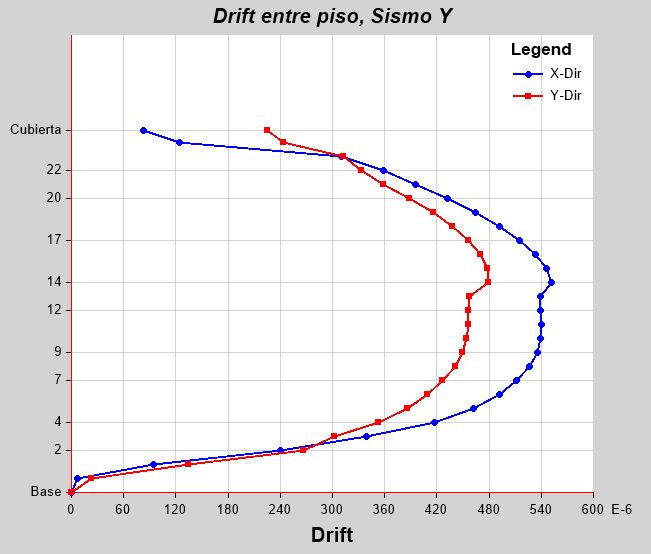 Drift entre piso, Sismo Y
Legend
X-Dir
Y-Dir
Cubierta
22
20
17
14
12
9
7
4
2
Base
0 60 120 180 240 300 360 420 480 540 600 E-6
Drift